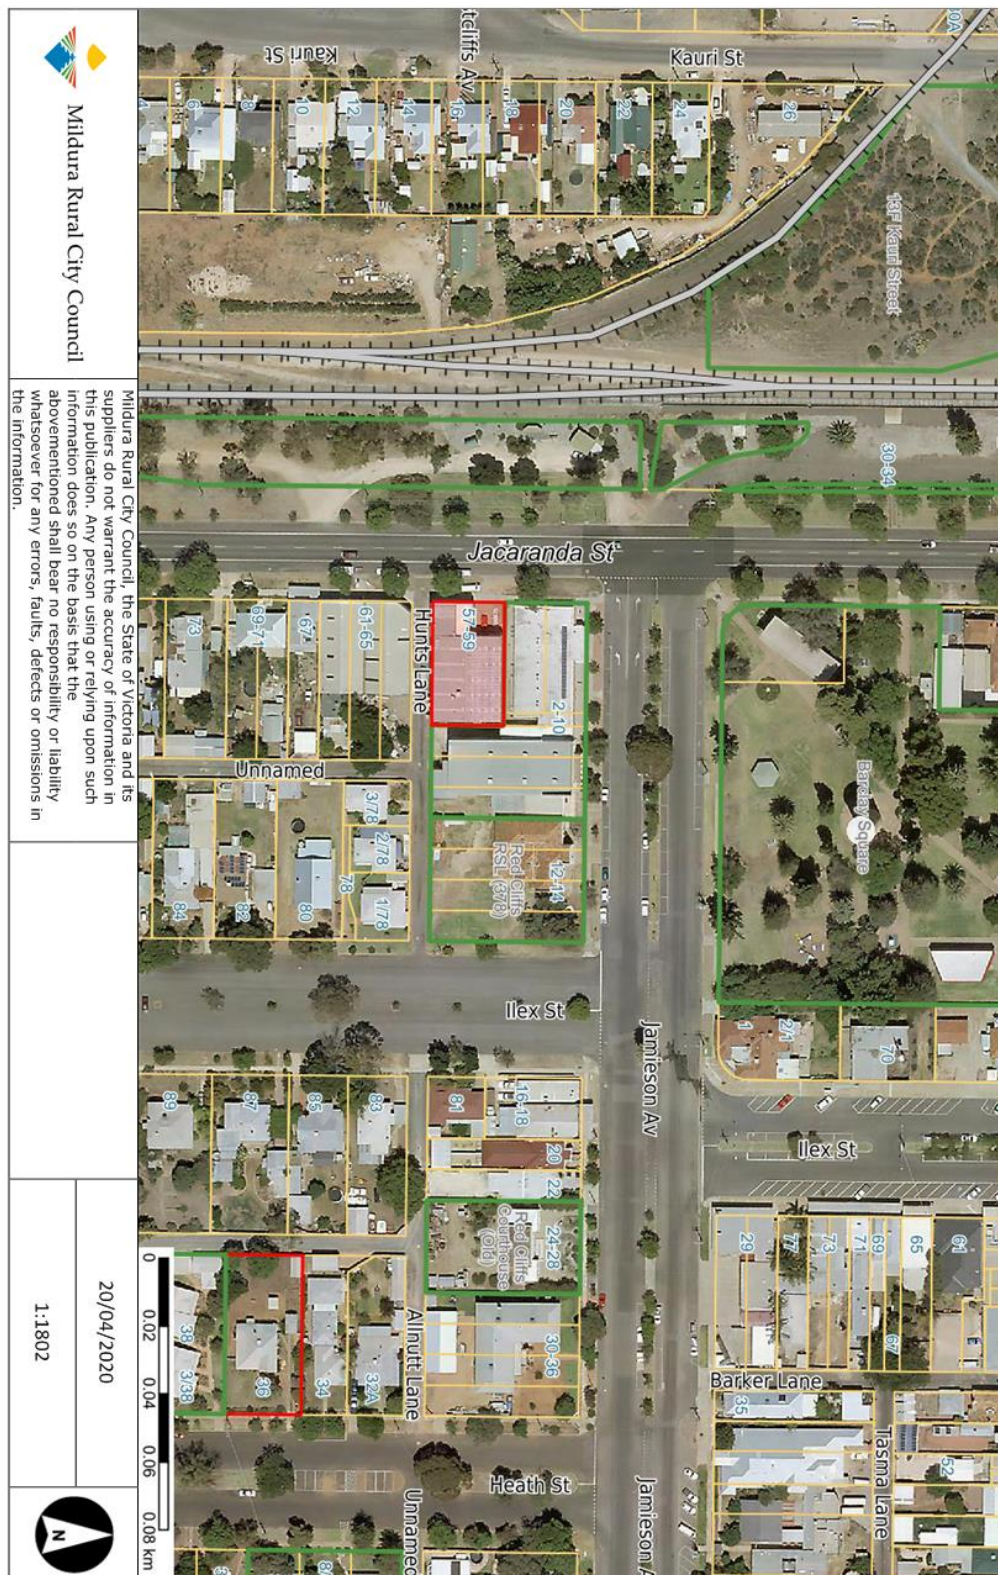 Kauri St
Kauri St
tcliffs Av
30A
4
6
8
10
12
14
16
18
20
22
24
26
13F Kauri Street
30-34
Jacaranda St
73
69-71
67
61-65
Hunts Lane
57-59
2-10
Unnamed
3/78
2/78
78
1/78
80
82
84
Red Cliffs
RSL (378)
12-14
Barclay Square
Ilex St
Jamieson Av
2/1
1
70
Ilex St
89
87
85
83
81
16-18
20
22
24-28
Red Cliffs
Courthouse
(Old)
29
77
73
71
69
65
67
61
38
3/38
36
34
32A
Allnutt Lane
30-36
Barker Lane
35
Tasma Lane
52
Heath St
Unnamed
Jamieson A
8/
Mildura Rural City Council
Mildura Rural City Council, the State of Victoria and its
suppliers do not warrant the accuracy of information in
this publication. Any person using or relying upon such
information does so on the basis that the
abovementioned shall bear no responsibility or liability
whatsoever for any errors, faults, defects or omissions in
the information.
0
0.02
0.04
0.06
0.08 km
20/04/2020
1:1802
N